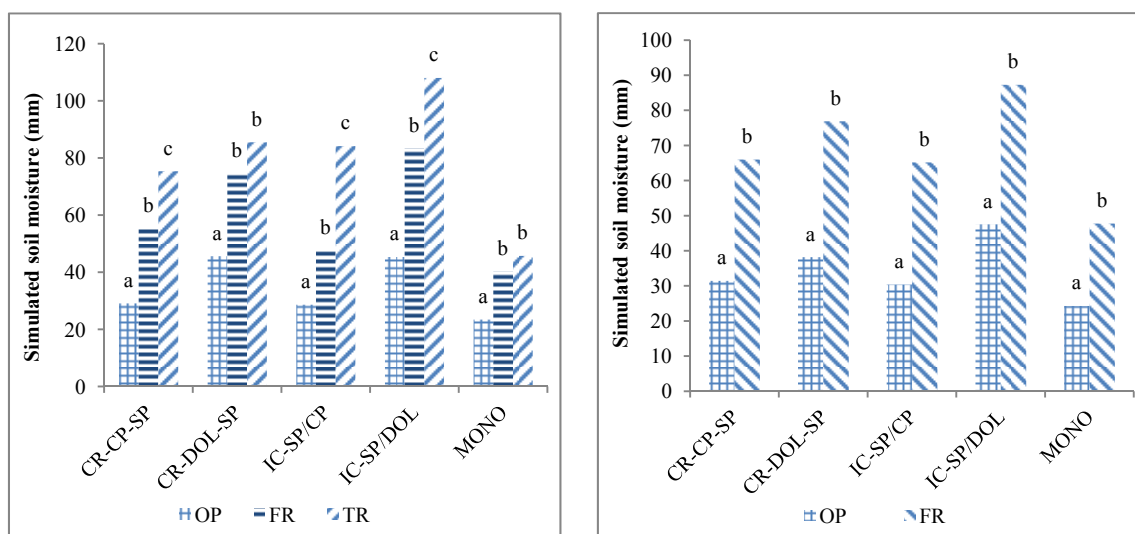 Simulated soil moisture (mm)
120
100
80
60
40
20
0
a
b
c
a
b
b
a
b
c
a
b
c
a
b
b
CR-CP-SP
CR-DOL-SP
IC-SP/CP
IC-SP/DOL
MONO
OP FR TR
Simulated soil moisture (mm)
100
90
80
70
60
50
40
30
20
10
0
a
b
a
b
a
b
a
b
a
b
CR-CP-SP
CR-DOL-SP
IC-SP/CP
IC-SP/DOL
MONO
OP FR